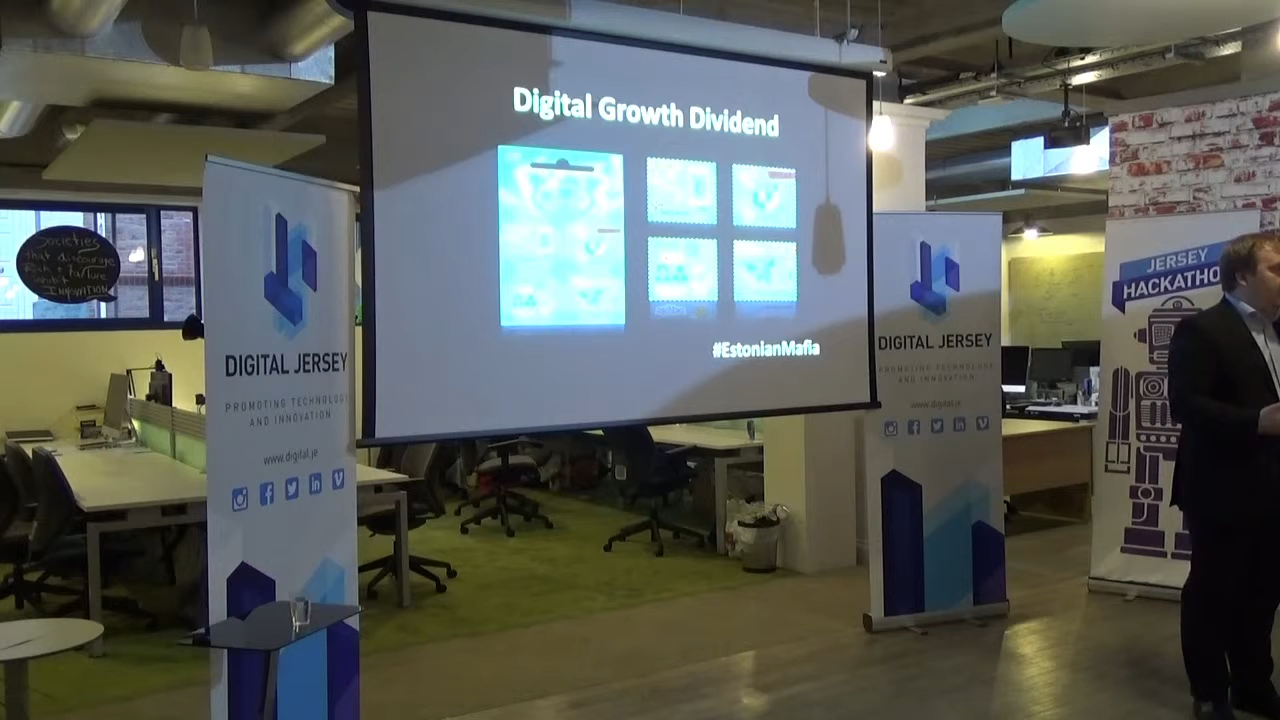 Digital Growth Dividend
#EstonianMafia
Societies
that discourage
Risk & failure
inhibit
INNOVATION
DIGITAL JERSEY
PROMOTING TECHNOLOGY
AND INNOVATION
www.digital.je
DIGITAL JERSEY
PROMOTING TECHNOLOGY
AND INNOVATION
www.digital.je
JERSEY
HACKATHO